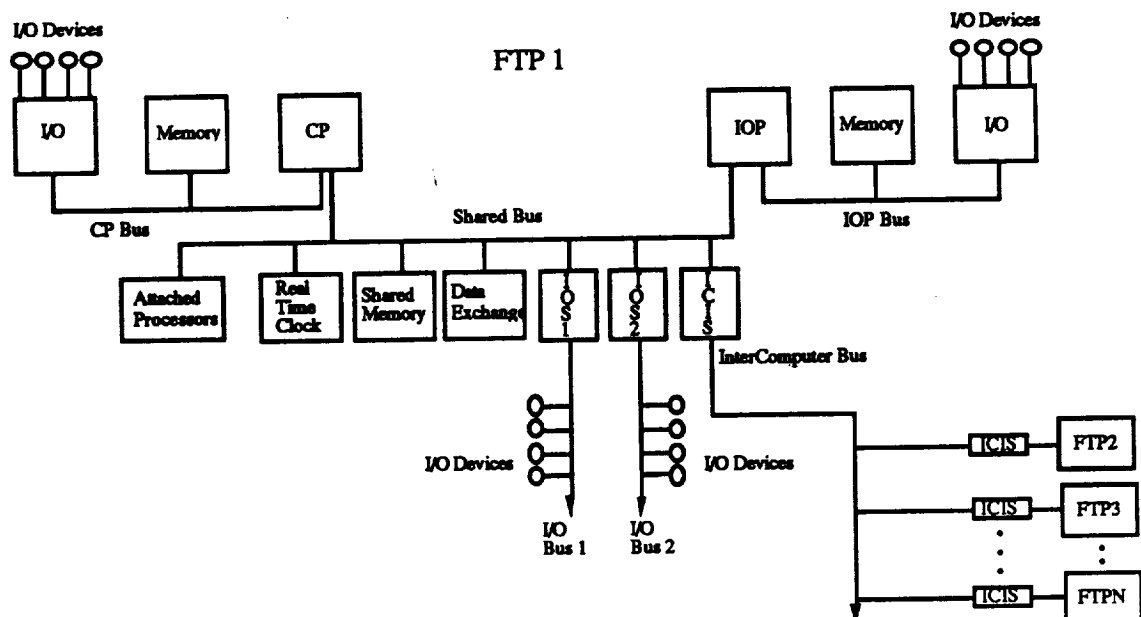 I/O Devices
I/O Devices
FTP 1
I/O
Memory
CP
IOP
Memory
I/O
CP Bus
Shared Bus
IOP Bus
Attached
Processors
Real
Time
Clock
Shared
Memory
Data
Exchange
I
O
S
1
I
O
S
2
I
C
I
S
InterComputer Bus
I/O Devices
I/O Devices
I/O
Bus 1
I/O
Bus 2
ICIS
FTP2
ICIS
FTP3
ICIS
FTPN